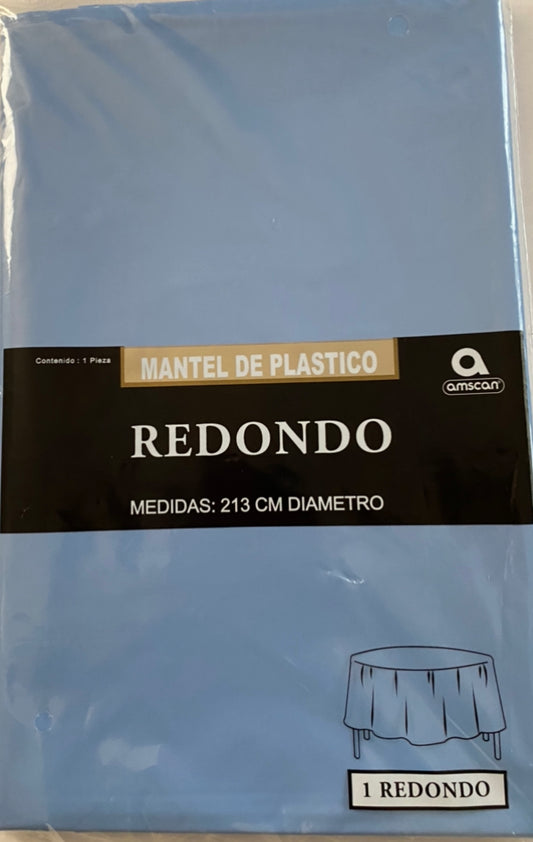 Contenido : 1 Pieza
MANTEL DE PLASTICO
amscan®
REDONDO
MEDIDAS: 213 CM DIAMETRO
1 REDONDO